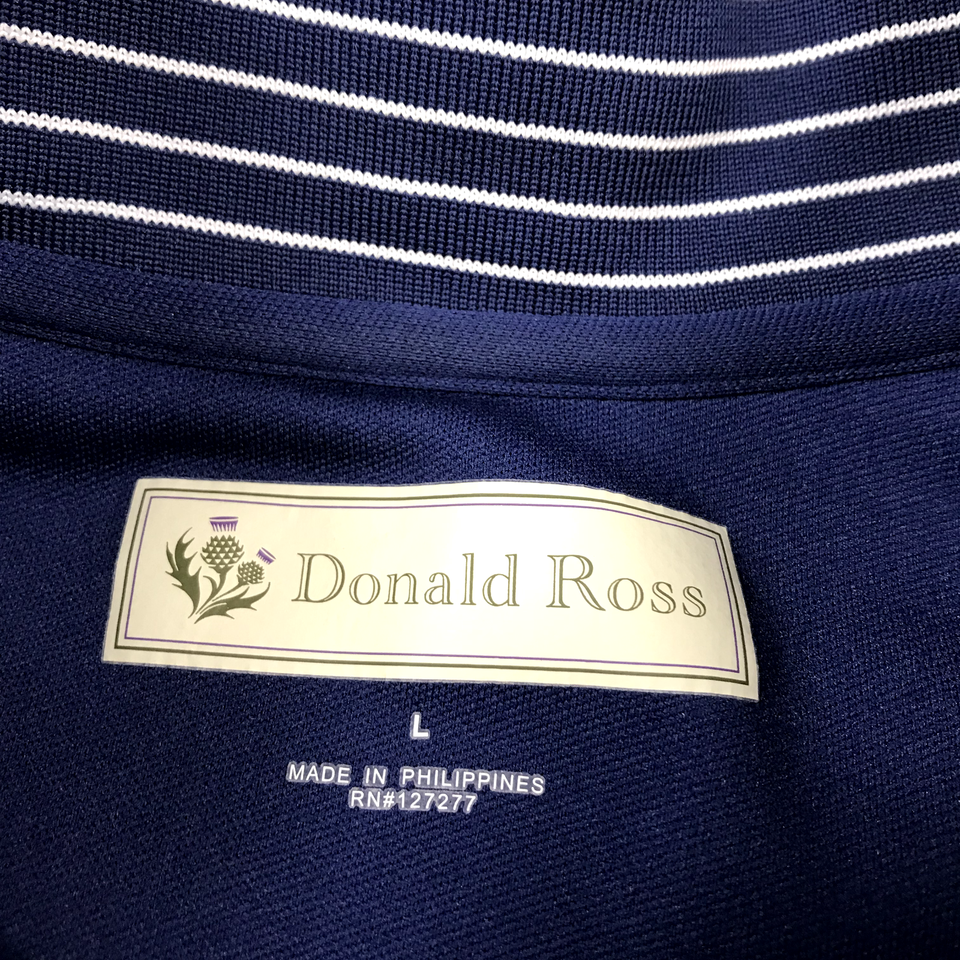 Donald Ross
L
MADE IN PHILIPPINES
RN#127277